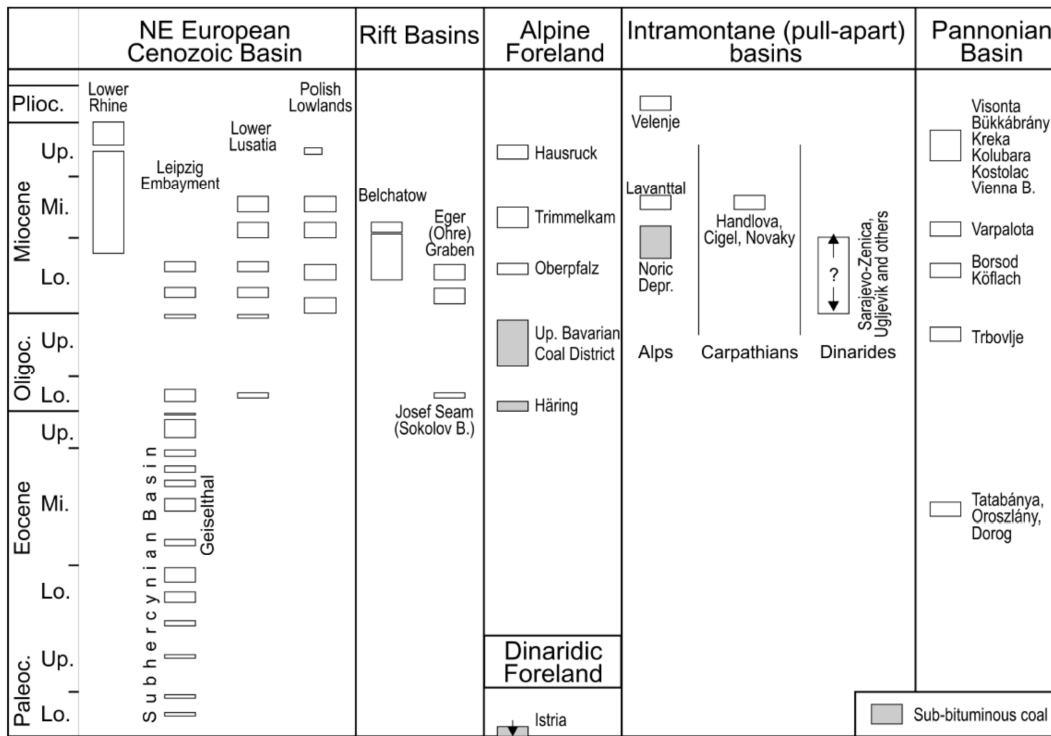 NE European
Cenozoic Basin
Rift Basins
Alpine
Foreland
Intramontane (pull-apart)
basins
Pannonian
Basin
Plioc.
Miocene
Up.
Mi.
Lo.
Oligoc.
Up.
Lo.
Eocene
Up.
Mi.
Lo.
Paleoc.
Up.
Lo.
Lower
Rhine
Leipzig
Embayment
Lower
Lusatia
Polish
Lowlands
Subhercynian Basin
Geiseltal
Belchatow
Eger
(Ohre)
Graben
Josef Seam
(Sokolov B.)
Hausruck
Trimmelkam
Oberpfalz
Up. Bavarian
Coal District
Häring
Dinaridic
Foreland
Istria
Velenje
Lavanttal
Noric
Depr.
Alps
Handlova,
Cigel, Novaky
Carpathians
?
Sarajevo-Zenica,
Ugljevik and others
Dinarides
Visonta
Bükkábrány
Kreka
Kolubara
Kostolac
Vienna B.
Varpalota
Borsod
Köflach
Trbovlje
Tatabánya,
Oroszlány,
Dorog
Sub-bituminous coal